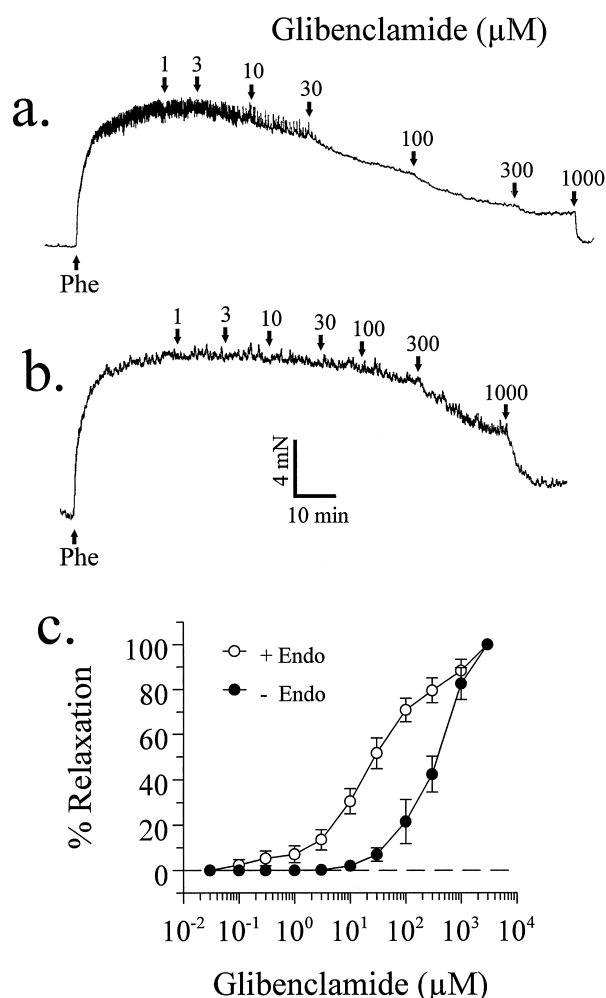 Glibenclamide (µM)
a.
1 3 10 30 100 300 1000
Phe
b.
1 3 10 30 100 300 1000
4 mN
10 min
Phe
c.
% Relaxation
100
80
60
40
20
0
+ Endo
- Endo
10-2 10-1 100 101 102 103 104
Glibenclamide (µM)